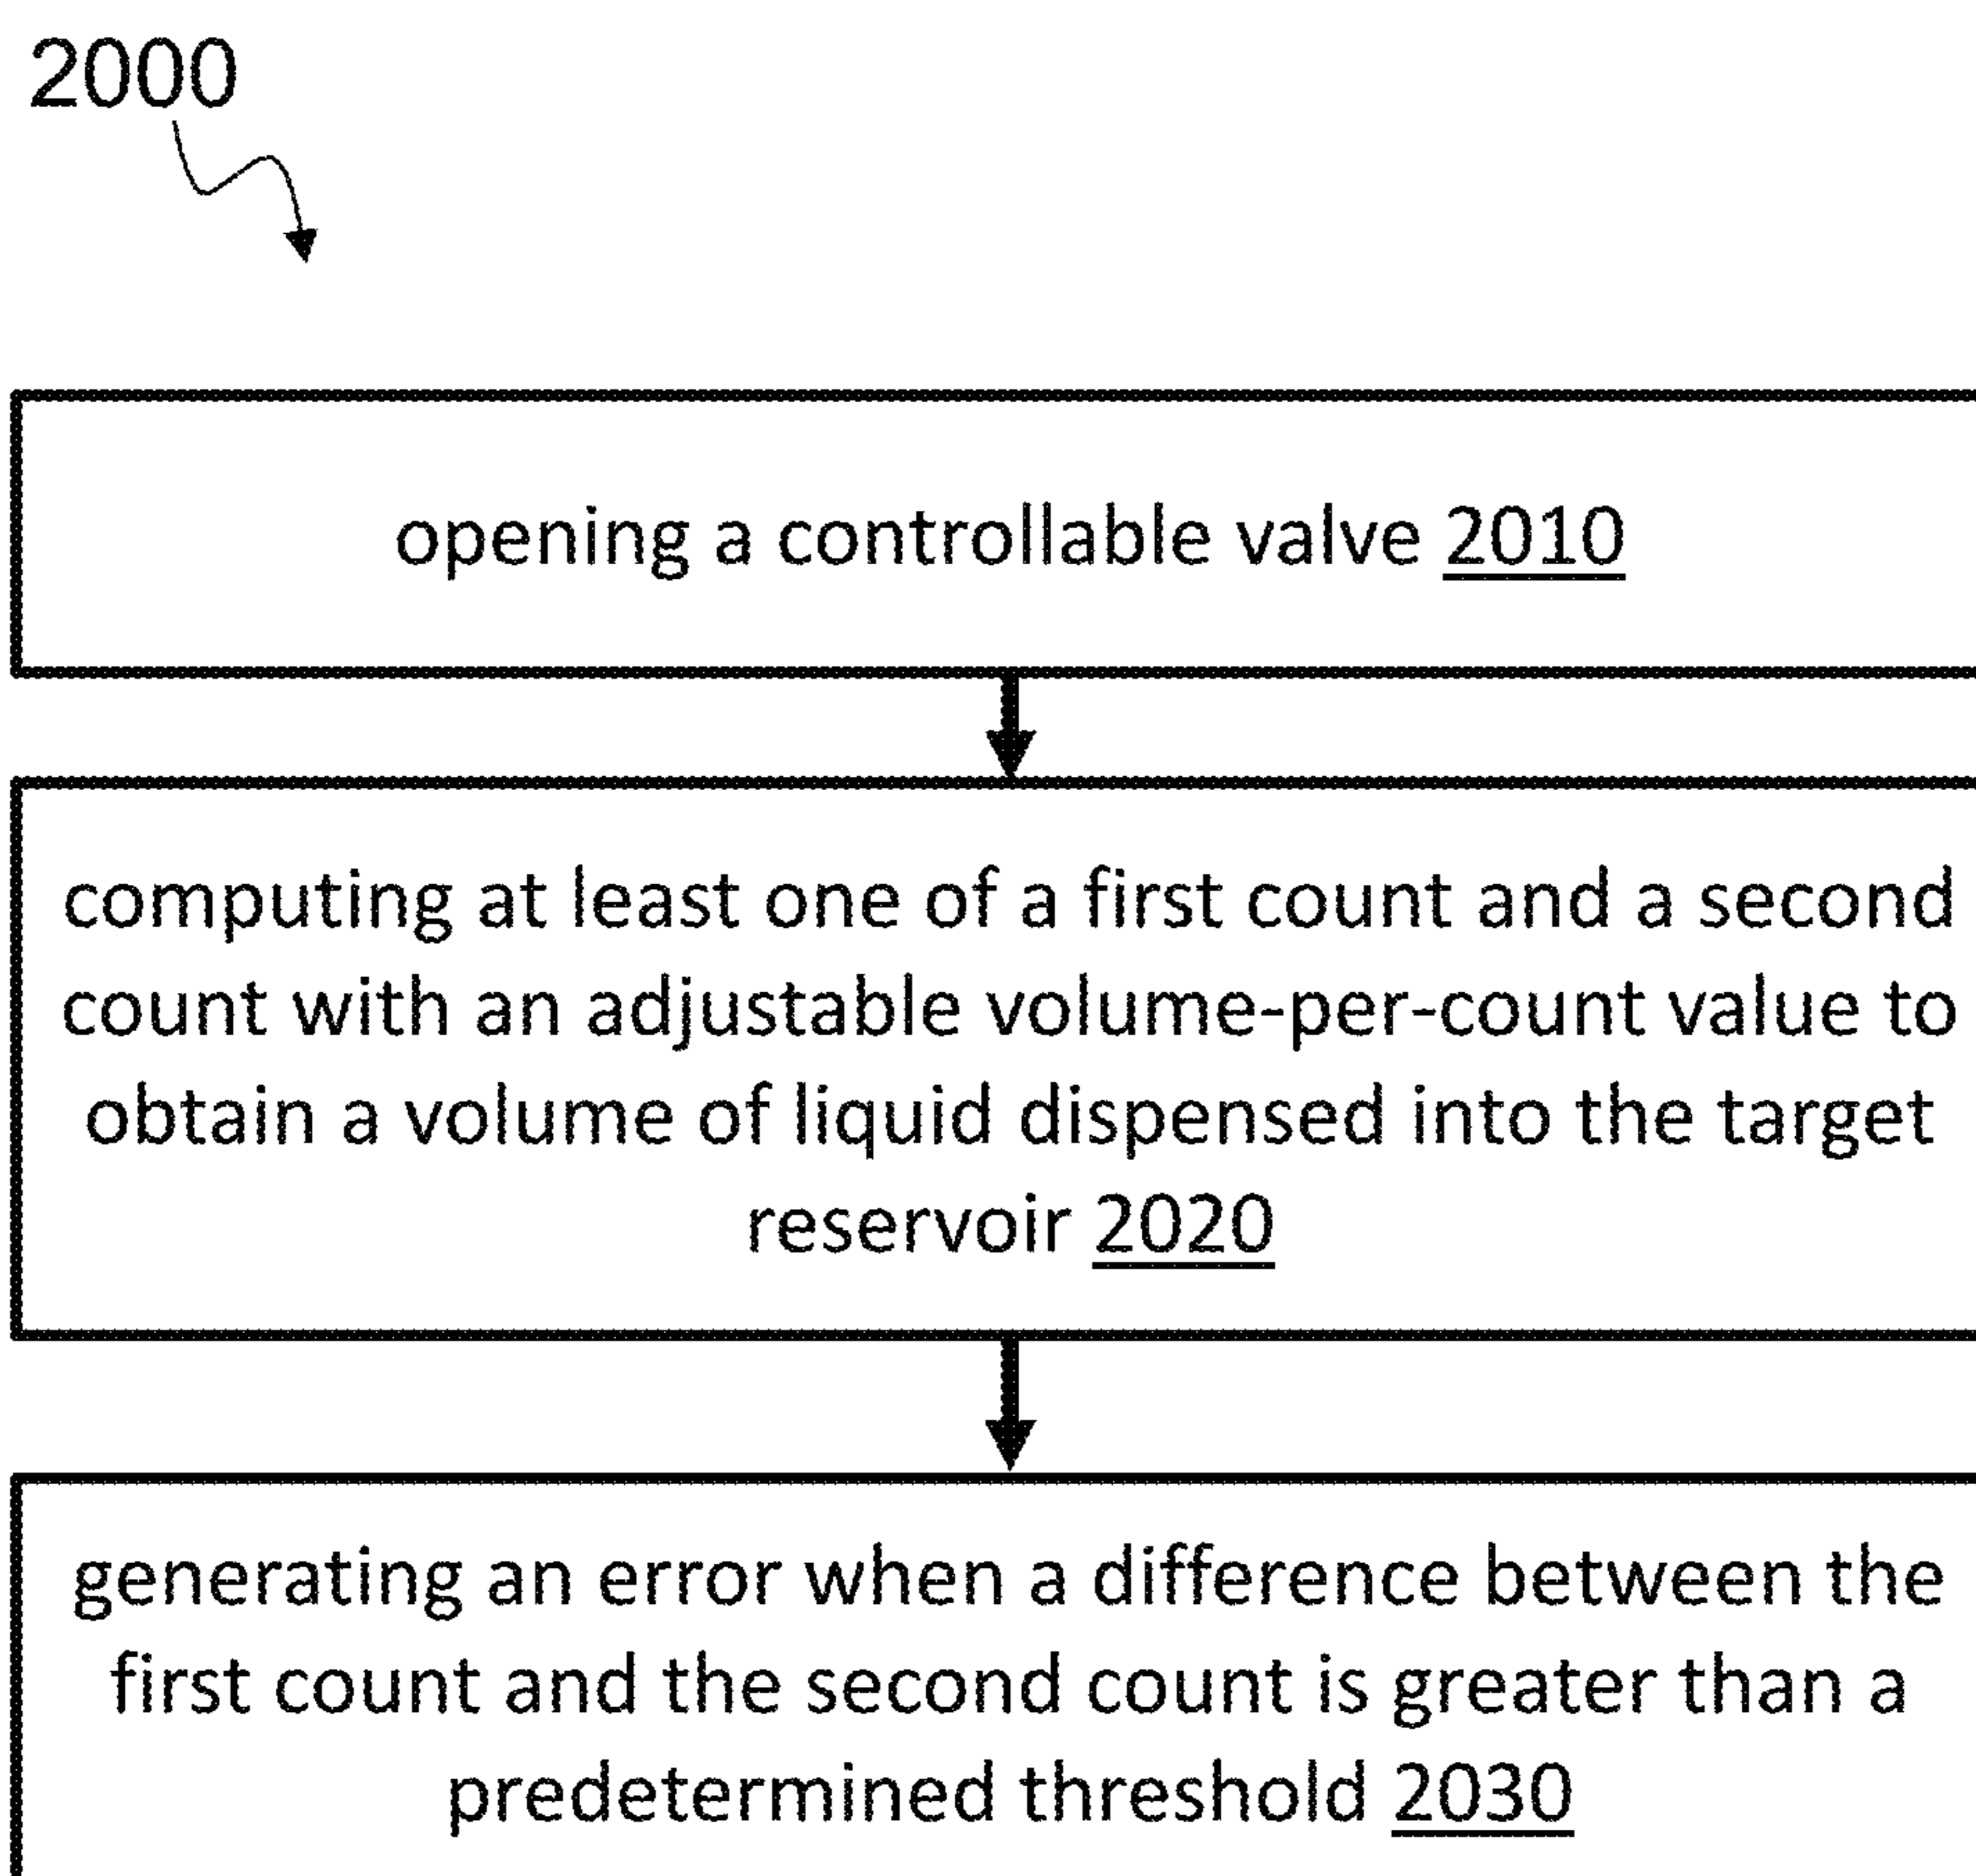 2000
opening a controllable valve 2010
computing at least one of a first count and a second
count with an adjustable volume-per-count value to
obtain a volume of liquid dispensed into the target
reservoir 2020
generating an error when a difference between the
first count and the second count is greater than a
predetermined threshold 2030